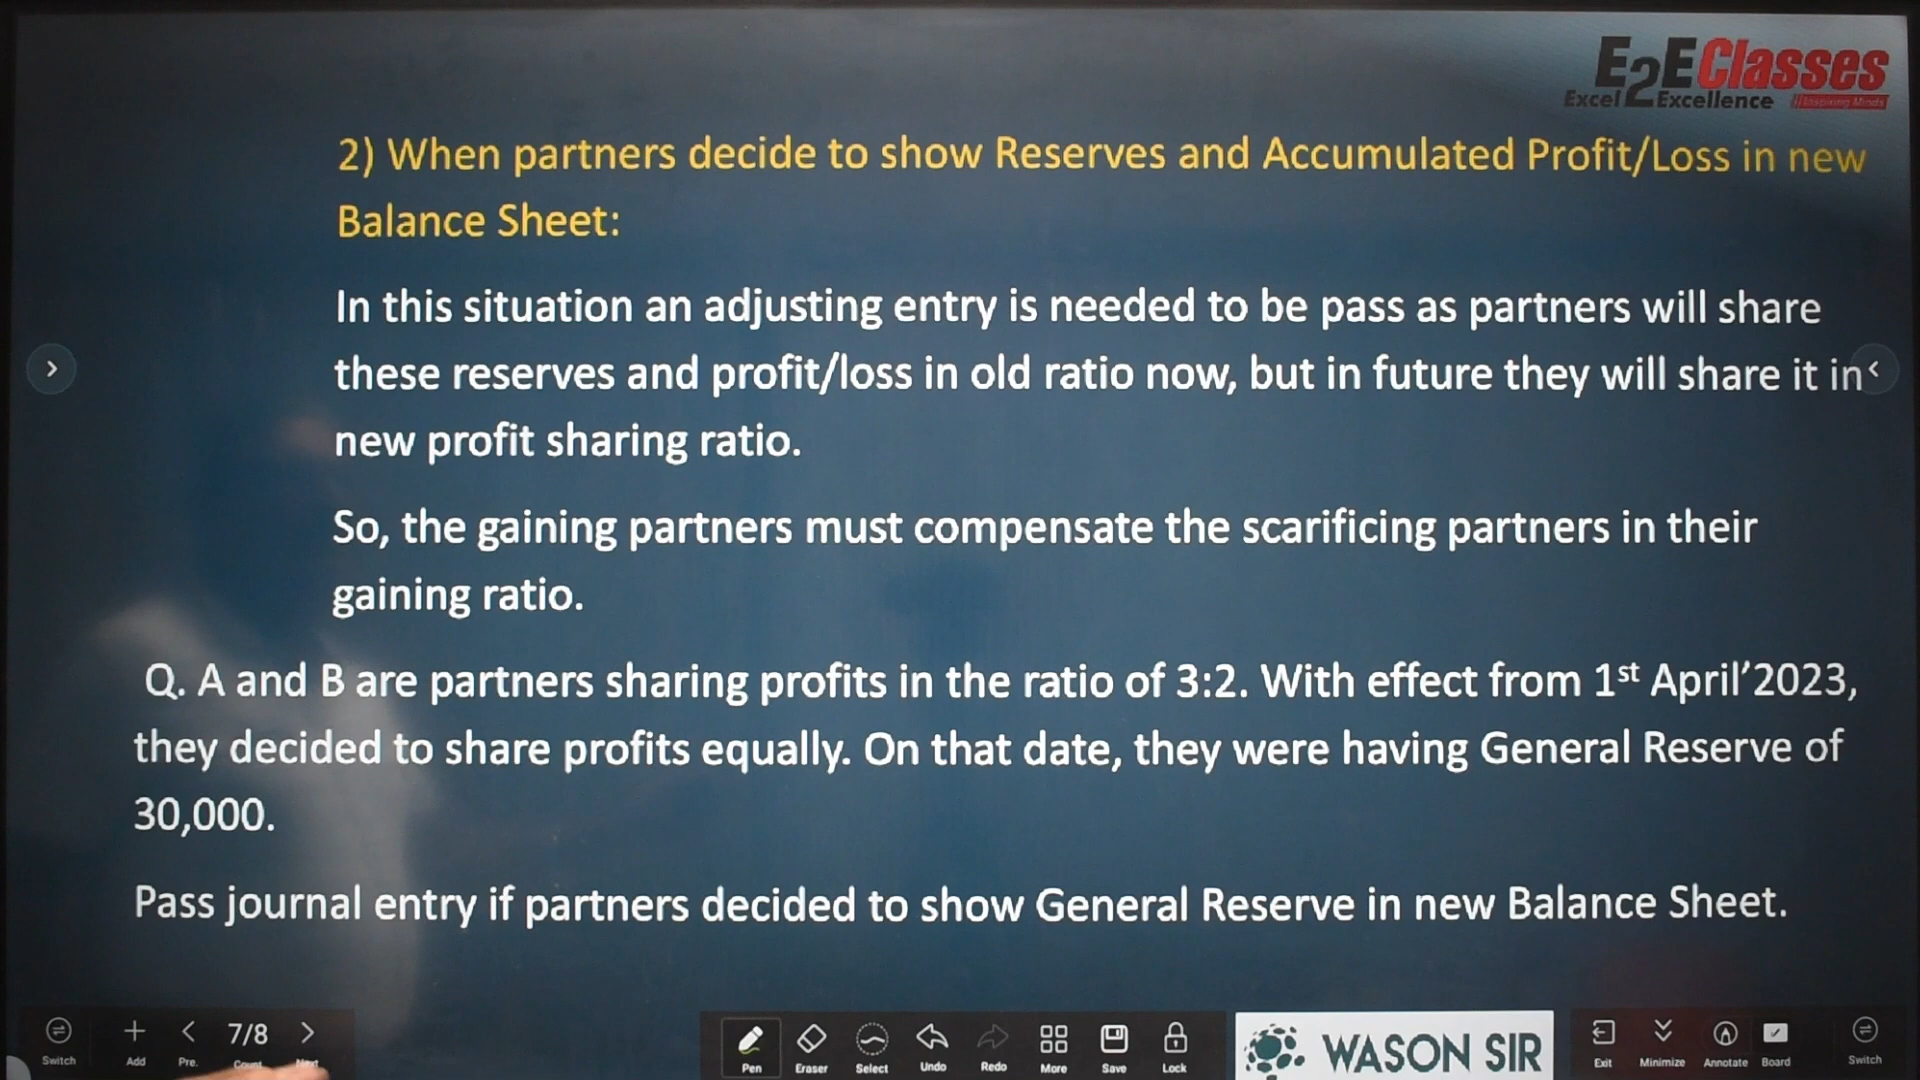 E2EClasses
Excel 2 Excellence
2) When partners decide to show Reserves and Accumulated Profit/Loss in new
Balance Sheet:
In this situation an adjusting entry is needed to be pass as partners will share
these reserves and profit/loss in old ratio now, but in future they will share it in
new profit sharing ratio.
So, the gaining partners must compensate the scarificing partners in their
gaining ratio.
Q. A and B are partners sharing profits in the ratio of 3:2. With effect from 1st April'2023,
they decided to share profits equally. On that date, they were having General Reserve of
30,000.
Pass journal entry if partners decided to show General Reserve in new Balance Sheet.
Switch Add Pre. 7/8 Count Next Pen Eraser Select Undo Redo More Save Lock WASON SIR Exit Minimize Annotate Board Switch